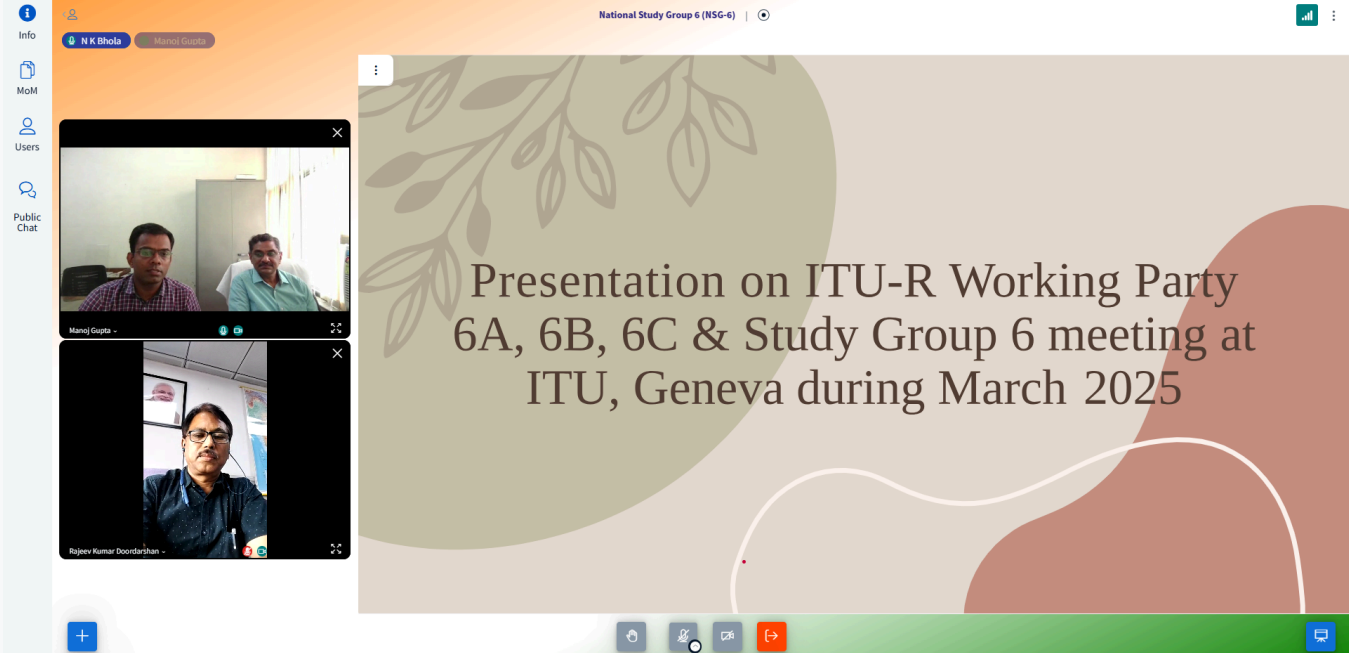 Info
MoM
Users
Public
Chat
National Study Group 6 (NSG-6) |
N K Bhola
Manoj Gupta
Manoj Gupta
Rajeev Kumar Doordarshan
Presentation on ITU-R Working Party
6A, 6B, 6C & Study Group 6 meeting at
ITU, Geneva during March 2025